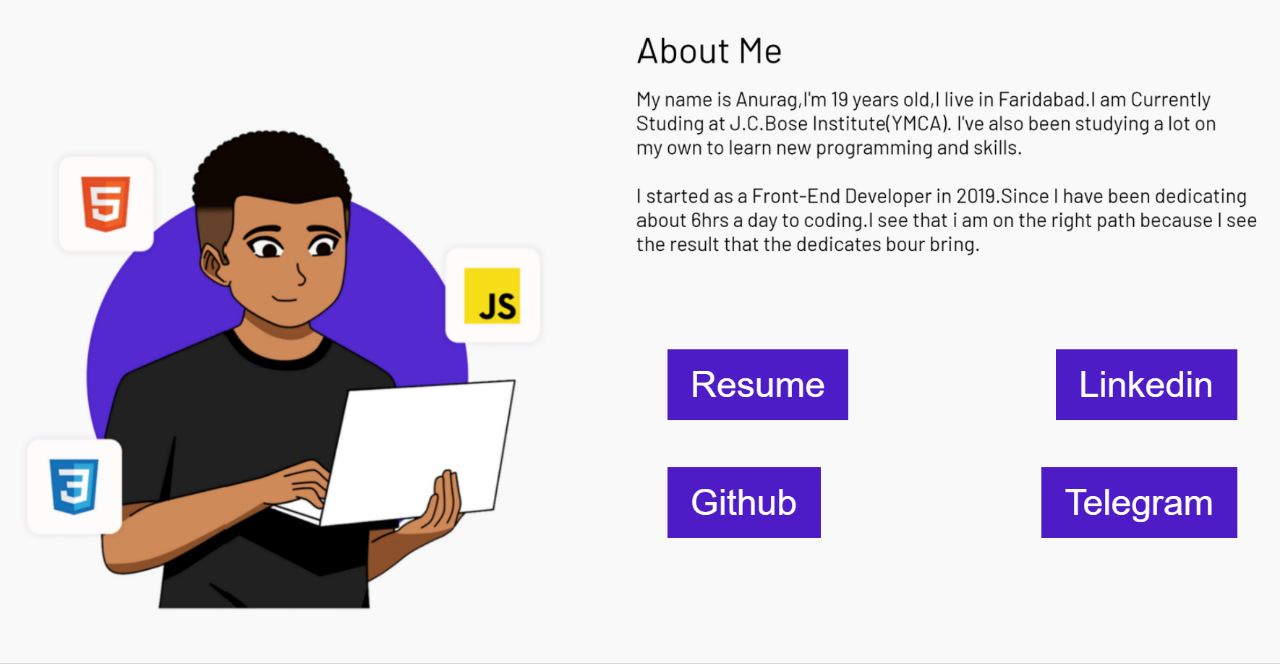 About Me
My name is Anurag,I'm 19 years old,I live in Faridabad.I am Currently
Studing at J.C.Bose Institute(YMCA). I've also been studying a lot on
my own to learn new programming and skills.
I started as a Front-End Developer in 2019.Since I have been dedicating
about 6hrs a day to coding.I see that i am on the right path because I see
the result that the dedicates bour bring.
5
JS
3
Resume
Linkedin
Github
Telegram